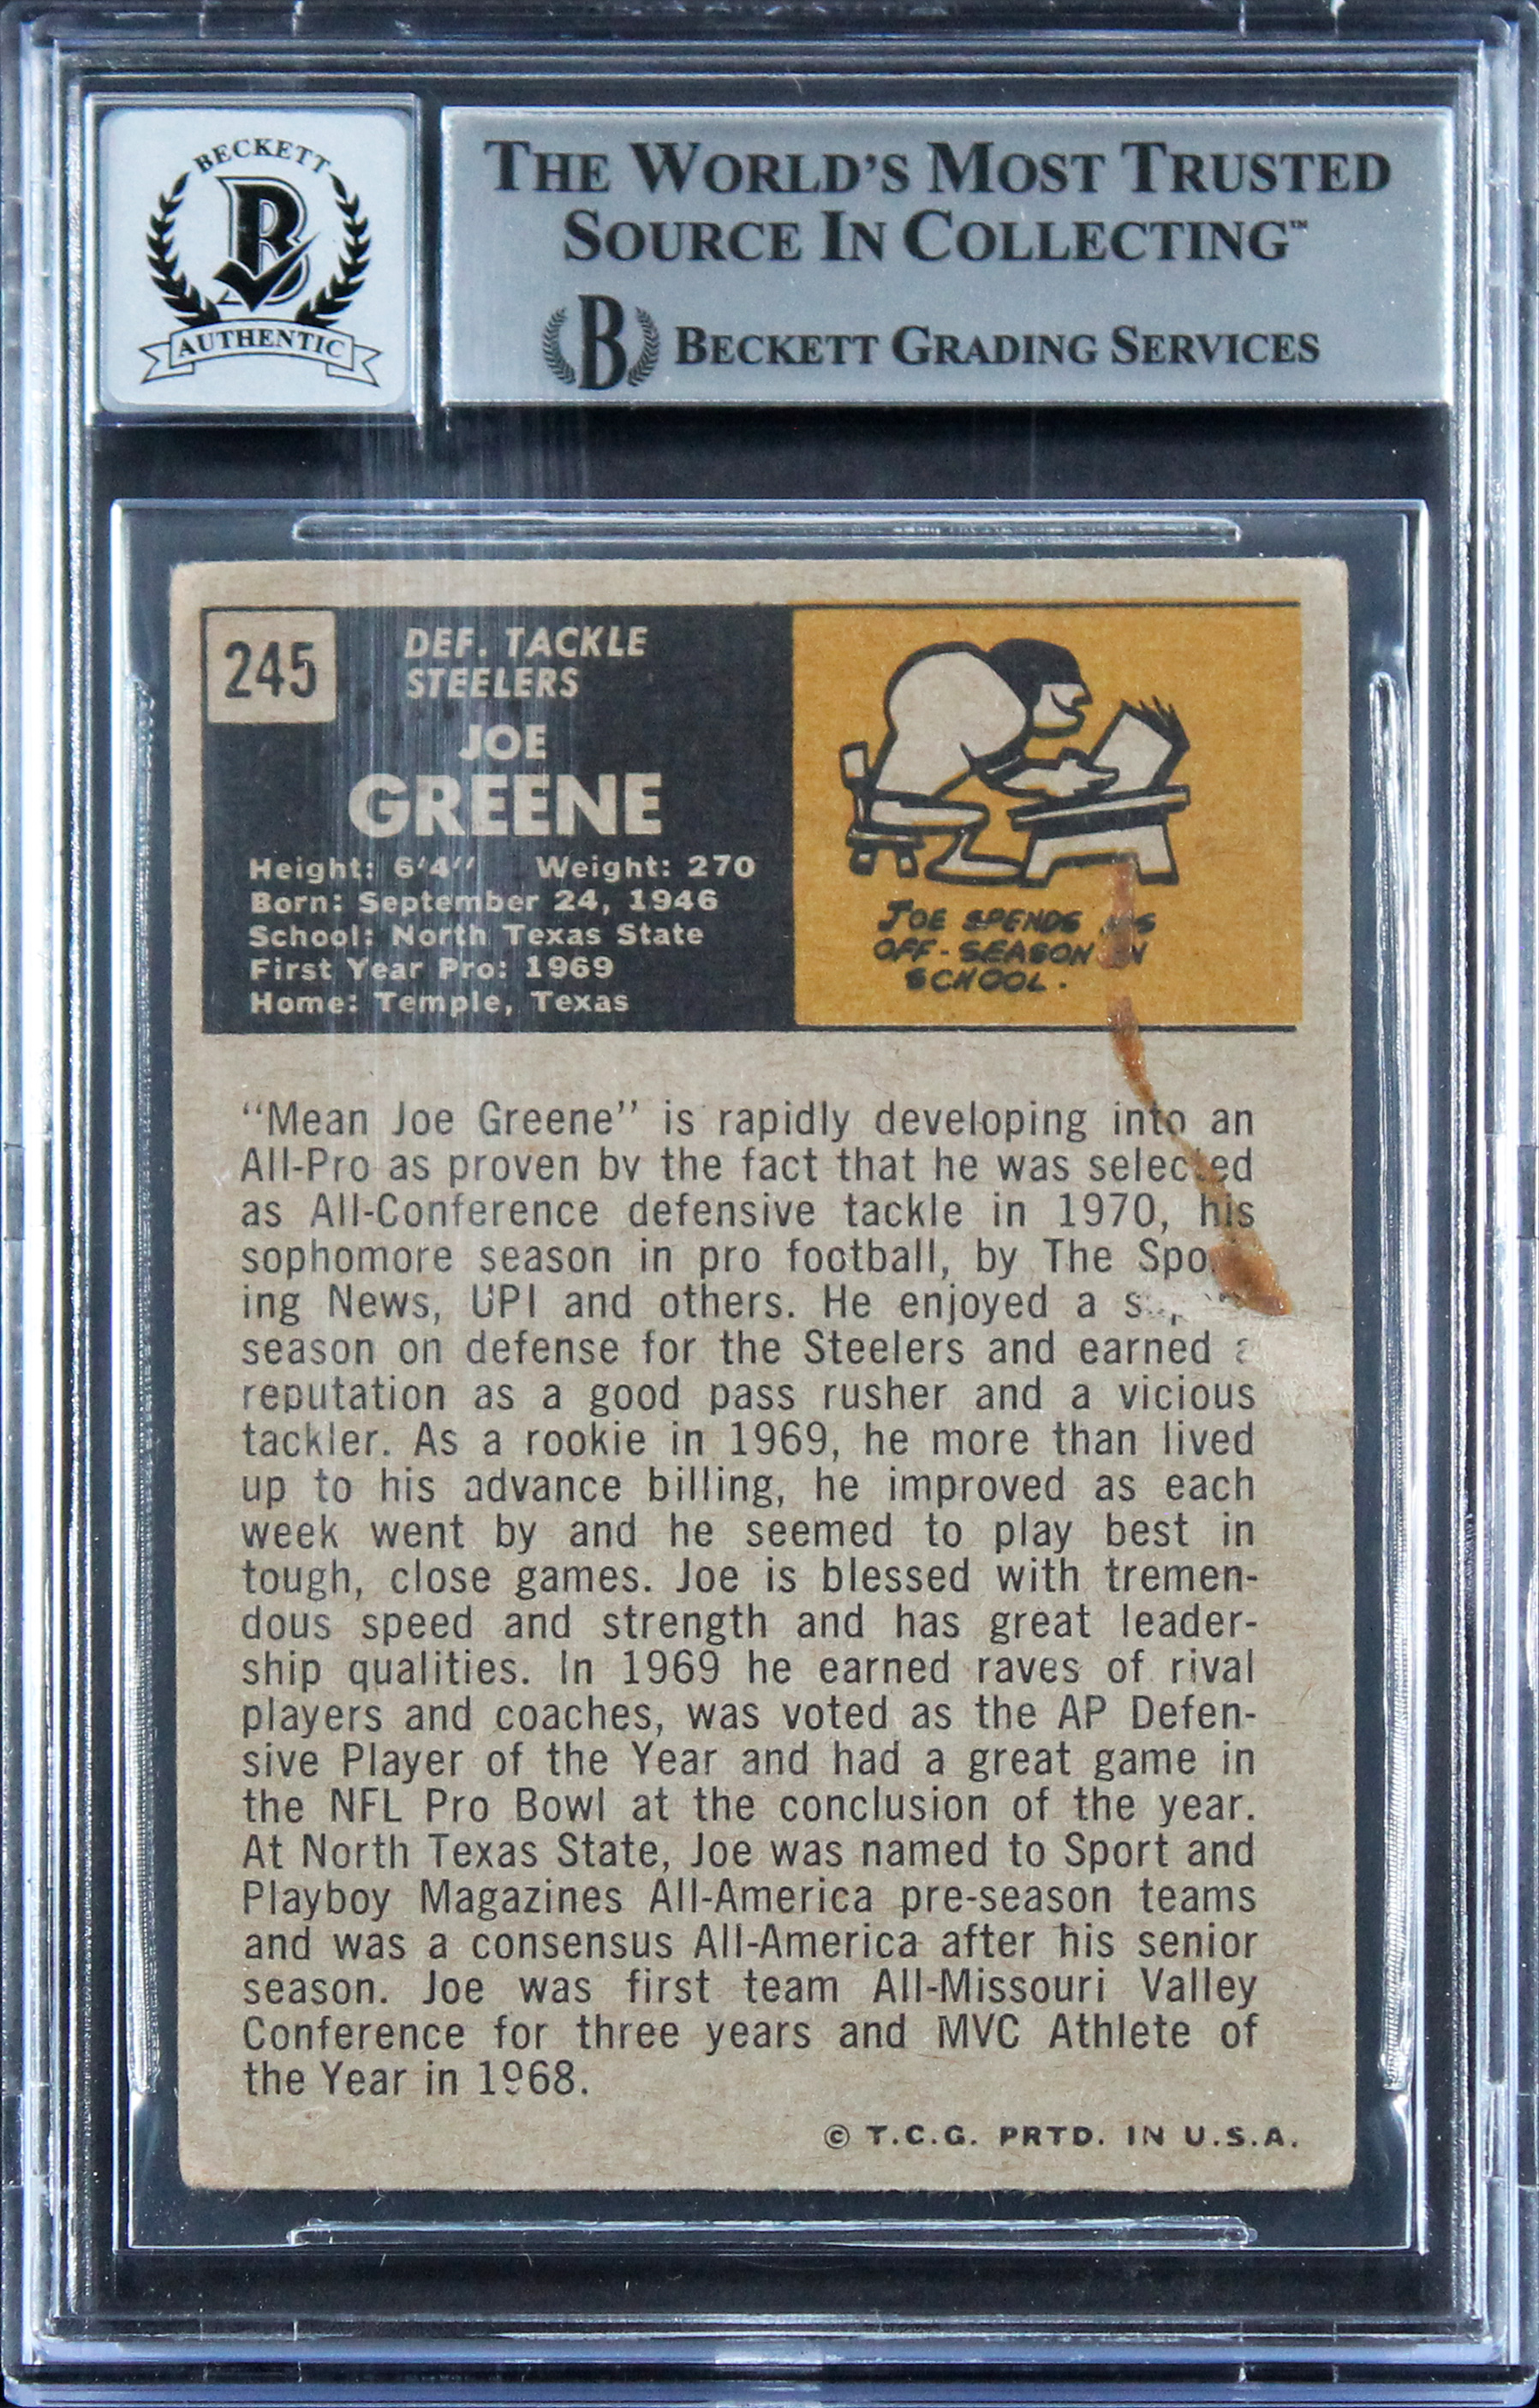 BECKETT
AUTHENTIC
THE WORLD'S MOST TRUSTED
SOURCE IN COLLECTING™
B BECKETT GRADING SERVICES
245
DEF. TACKLE
STEELERS
JOE
GREENE
Height: 6'4'' Weight: 270
Born: September 24, 1946
School: North Texas State
First Year Pro: 1969
Home: Temple, Texas
JOE SPENDS
OFF-SEASON
SCHOOL.
"Mean Joe Greene" is rapidly developing into an
All-Pro as proven by the fact that he was selected
as All-Conference defensive tackle in 1970, his
sophomore season in pro football, by The
ing News, UPI and others. He enjoyed a
season on defense for the Steelers and earned a
reputation as a good pass rusher and a vicious
tackler. As a rookie in 1969, he more than lived
up to his advance billing, he improved as each
week went by and he seemed to play best in
tough, close games. Joe is blessed with tremen-
dous speed and strength and has great leader-
ship qualities. In 1969 he earned raves of rival
players and coaches, was voted as the AP Defen-
sive Player of the Year and had a great game in
the NFL Pro Bowl at the conclusion of the year.
At North Texas State, Joe was named to Sport and
Playboy Magazines All-America pre-season teams
and was a consensus All-America after his senior
season. Joe was first team All-Missouri Valley
Conference for three years and MVC Athlete of
the Year in 1968.
© T.C.G. PRTD. IN U.S.A.